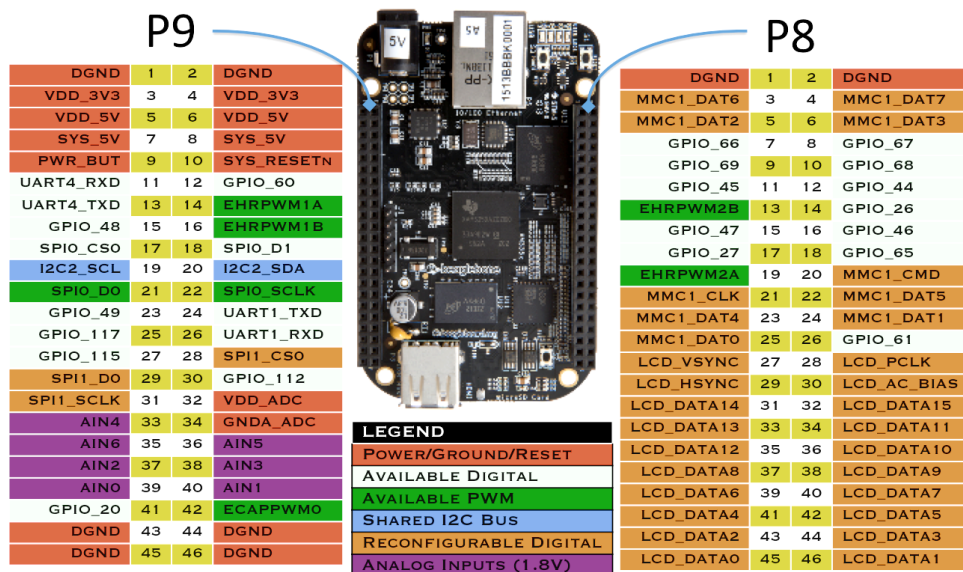 P9
P8
DGND 1 2 DGND
VDD_3V3 3 4 VDD_3V3
VDD_5V 5 6 VDD_5V
SYS_5V 7 8 SYS_5V
PWR_BUT 9 10 SYS_RESETN
UART4_RXD 11 12 GPIO_60
UART4_TXD 13 14 EHRPWM1A
GPIO_48 15 16 EHRPWM1B
SPI0_CS0 17 18 SPI0_D1
I2C2_SCL 19 20 I2C2_SDA
SPI0_D0 21 22 SPI0_SCLK
GPIO_49 23 24 UART1_TXD
GPIO_117 25 26 UART1_RXD
GPIO_115 27 28 SPI1_CS0
SPI1_D0 29 30 GPIO_112
SPI1_SCLK 31 32 VDD_ADC
AIN4 33 34 GNDA_ADC
AIN6 35 36 AIN5
AIN2 37 38 AIN3
AIN0 39 40 AIN1
GPIO_20 41 42 ECAPPWM0
DGND 43 44 DGND
DGND 45 46 DGND
5V
A5
1513BBBK0001
10/100 Ethernet
beaglebone
microSD Card
LEGEND
POWER/GROUND/RESET
AVAILABLE DIGITAL
AVAILABLE PWM
SHARED I2C BUS
RECONFIGURABLE DIGITAL
ANALOG INPUTS (1.8V)
DGND 1 2 DGND
MMC1_DAT6 3 4 MMC1_DAT7
MMC1_DAT2 5 6 MMC1_DAT3
GPIO_66 7 8 GPIO_67
GPIO_69 9 10 GPIO_68
GPIO_45 11 12 GPIO_44
EHRPWM2B 13 14 GPIO_26
GPIO_47 15 16 GPIO_46
GPIO_27 17 18 GPIO_65
EHRPWM2A 19 20 MMC1_CMD
MMC1_CLK 21 22 MMC1_DAT5
MMC1_DAT4 23 24 MMC1_DAT1
MMC1_DAT0 25 26 GPIO_61
LCD_VSYNC 27 28 LCD_PCLK
LCD_HSYNC 29 30 LCD_AC_BIAS
LCD_DATA14 31 32 LCD_DATA15
LCD_DATA13 33 34 LCD_DATA11
LCD_DATA12 35 36 LCD_DATA10
LCD_DATA8 37 38 LCD_DATA9
LCD_DATA6 39 40 LCD_DATA7
LCD_DATA4 41 42 LCD_DATA5
LCD_DATA2 43 44 LCD_DATA3
LCD_DATA0 45 46 LCD_DATA1